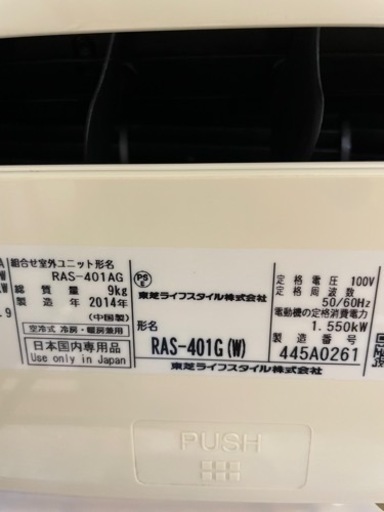 組合せ室外ユニット形名
RAS-401AG
総質量 9kg
製造年 2014年
(中国製)
空冷式 冷房・暖房兼用
日本国内専用品
Use only in Japan
PS
E
東芝ライフスタイル株式会社
形名
RAS-401G(W)
東芝ライフスタイル株式会社
定格電圧 100V
定格周波数 50/60Hz
電動機の定格消費電力
1.550kW
製造番号
445A0261
A
W
.9
PUSH